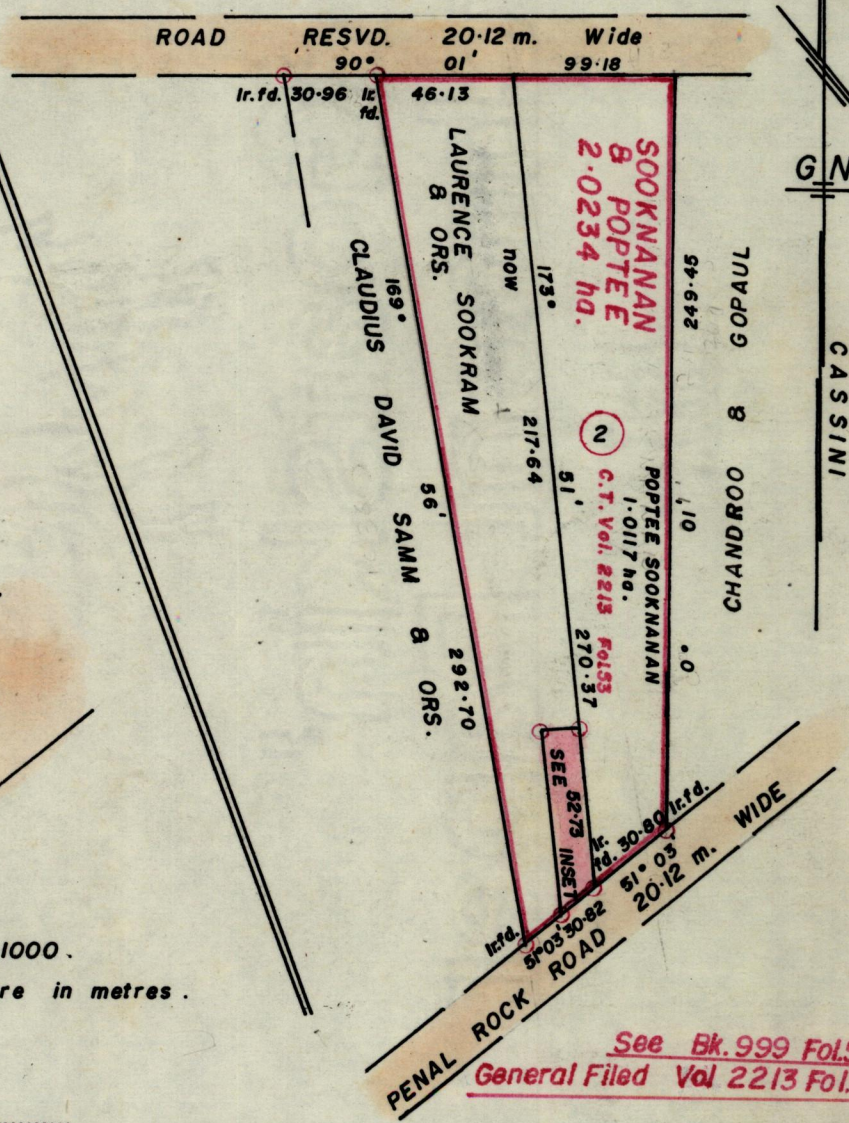 ROAD RESVD. 20·12 m. Wide
90° 01' 99·18
Ir.fd. 30·96 Ir. fd. 46·13
G N
CASSINI
LAURENCE SOOKRAM
& ORS.
now
SOOKNANAN
& POPTEE
2·0234 ha.
173° 51'
217·64
270·37
249·45
0° 10'
GOPAUL & CHANDROO
2
C.T. Vol. 2213 Fol 53
POPTEE SOOKNANAN
1·0117 ha.
169° 56' 292·70
CLAUDIUS DAVID SAMM & ORS.
SEE INSET
52·73
Ir. fd. 30·80 Ir.fd.
51° 03'
Ir.fd.
51°03' 30·82
PENAL ROCK ROAD 20·12 m. WIDE
1000.
re in metres.
See Bk. 999 Fol.
General Filed Vol 2213 Fol.